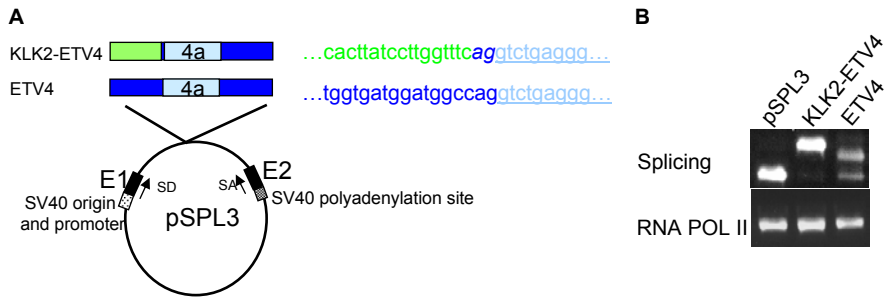 A
KLK2-ETV4
4a
…cacttatccttggtttcaggtctgaggg…
ETV4
4a
…tggtgatggatggccaggtctgaggg…
E1
SD
SA
E2
SV40 origin
and promoter
pSPL3
SV40 polyadenylation site
B
pSPL3
KLK2-ETV4
ETV4
Splicing
RNA POL II